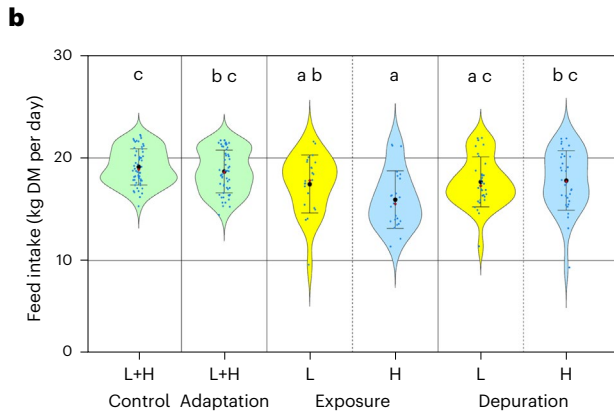 b
30
c
b c
a b
a
a c
b c
20
10
0
Feed intake (kg DM per day)
L+H
L+H
L
H
L
H
Control
Adaptation
Exposure
Depuration